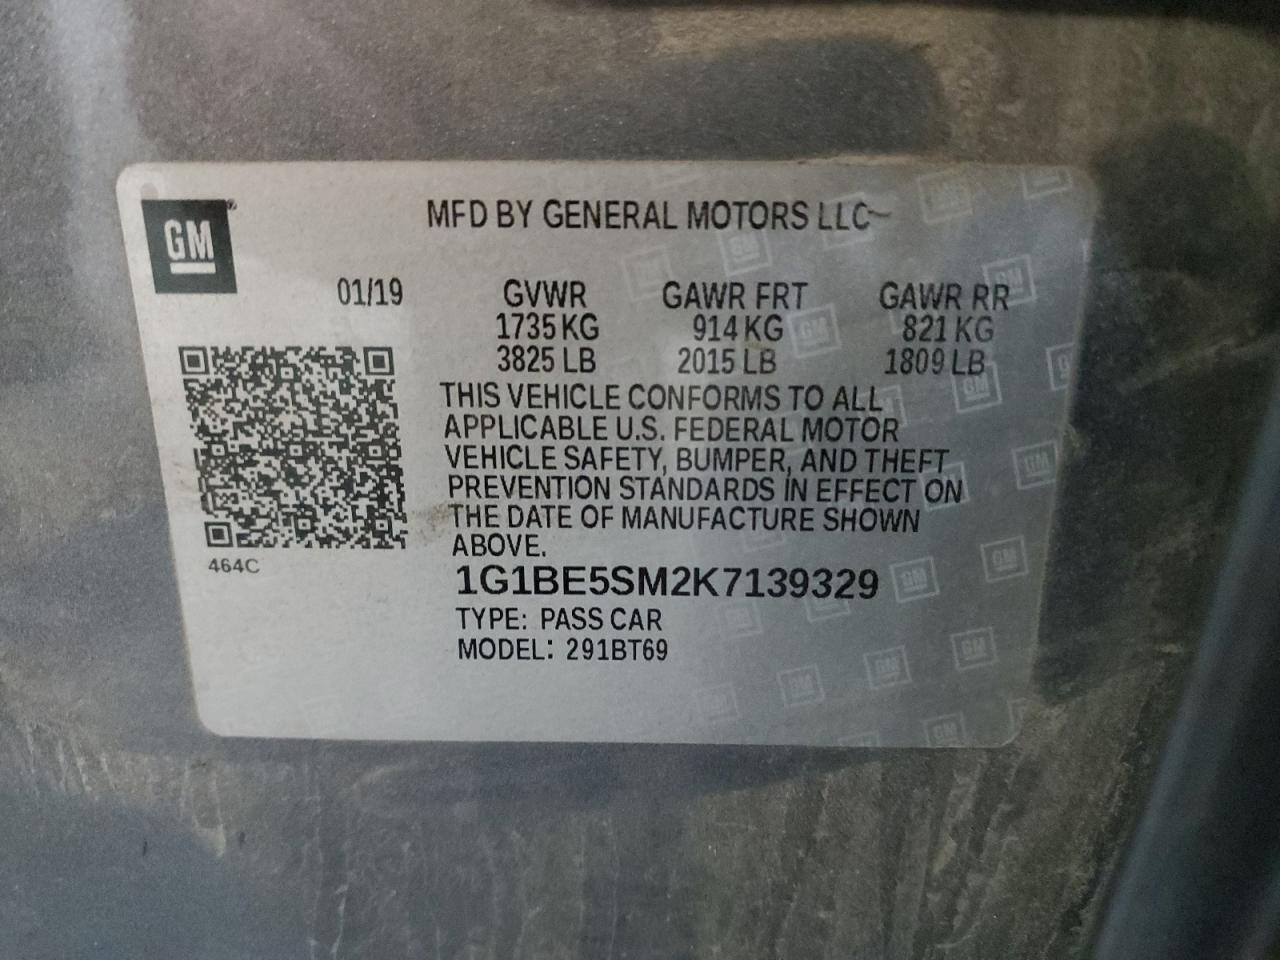 GM
MFD BY GENERAL MOTORS LLC
01/19 GVWR GAWR FRT GAWR RR
1735 KG 914 KG 821 KG
3825 LB 2015 LB 1809 LB
THIS VEHICLE CONFORMS TO ALL
APPLICABLE U.S. FEDERAL MOTOR
VEHICLE SAFETY, BUMPER, AND THEFT
PREVENTION STANDARDS IN EFFECT ON
THE DATE OF MANUFACTURE SHOWN
ABOVE.
464C
1G1BE5SM2K7139329
TYPE: PASS CAR
MODEL: 291BT69